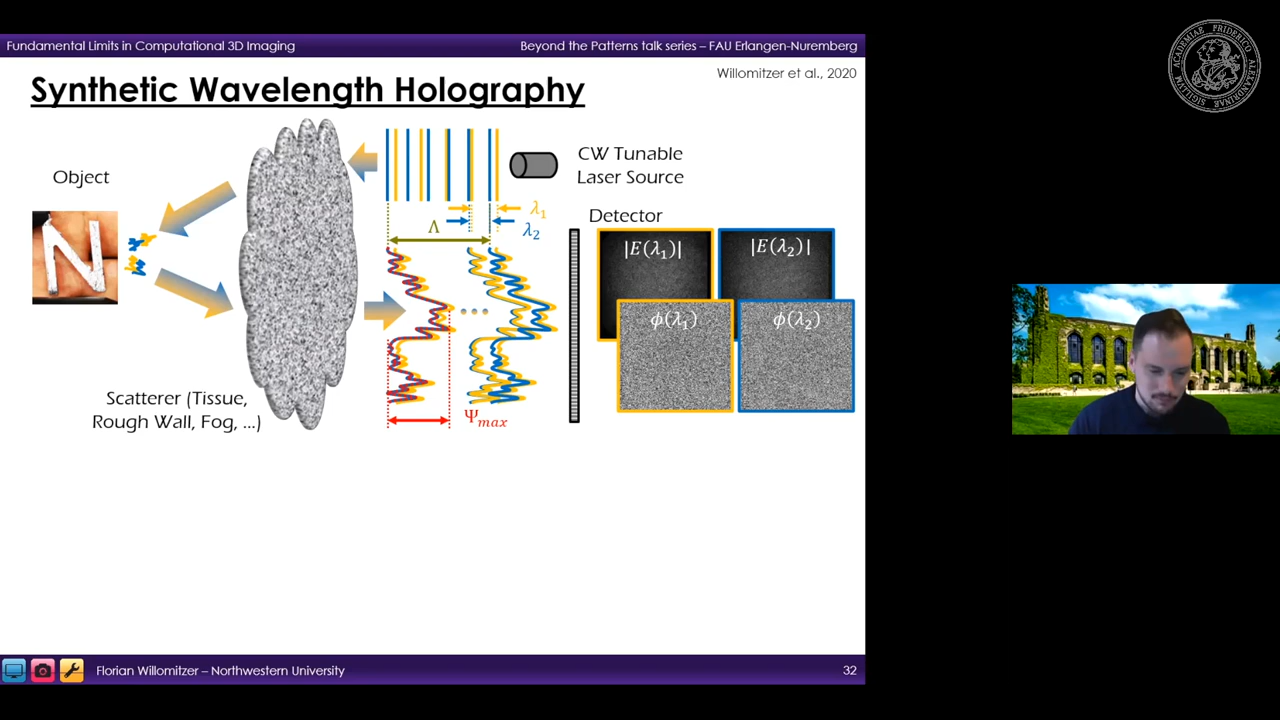 Fundamental Limits in Computational 3D Imaging
Beyond the Patterns talk series – FAU Erlangen-Nuremberg
Willomitzer et al., 2020
Synthetic Wavelength Holography
Object
CW Tunable
Laser Source
Detector
λ₁
λ₂
Λ
|E(λ₁)|
|E(λ₂)|
ϕ(λ₁)
ϕ(λ₂)
N
Scatterer (Tissue,
Rough Wall, Fog, ...)
Ψₘₐₓ
Florian Willomitzer – Northwestern University
32